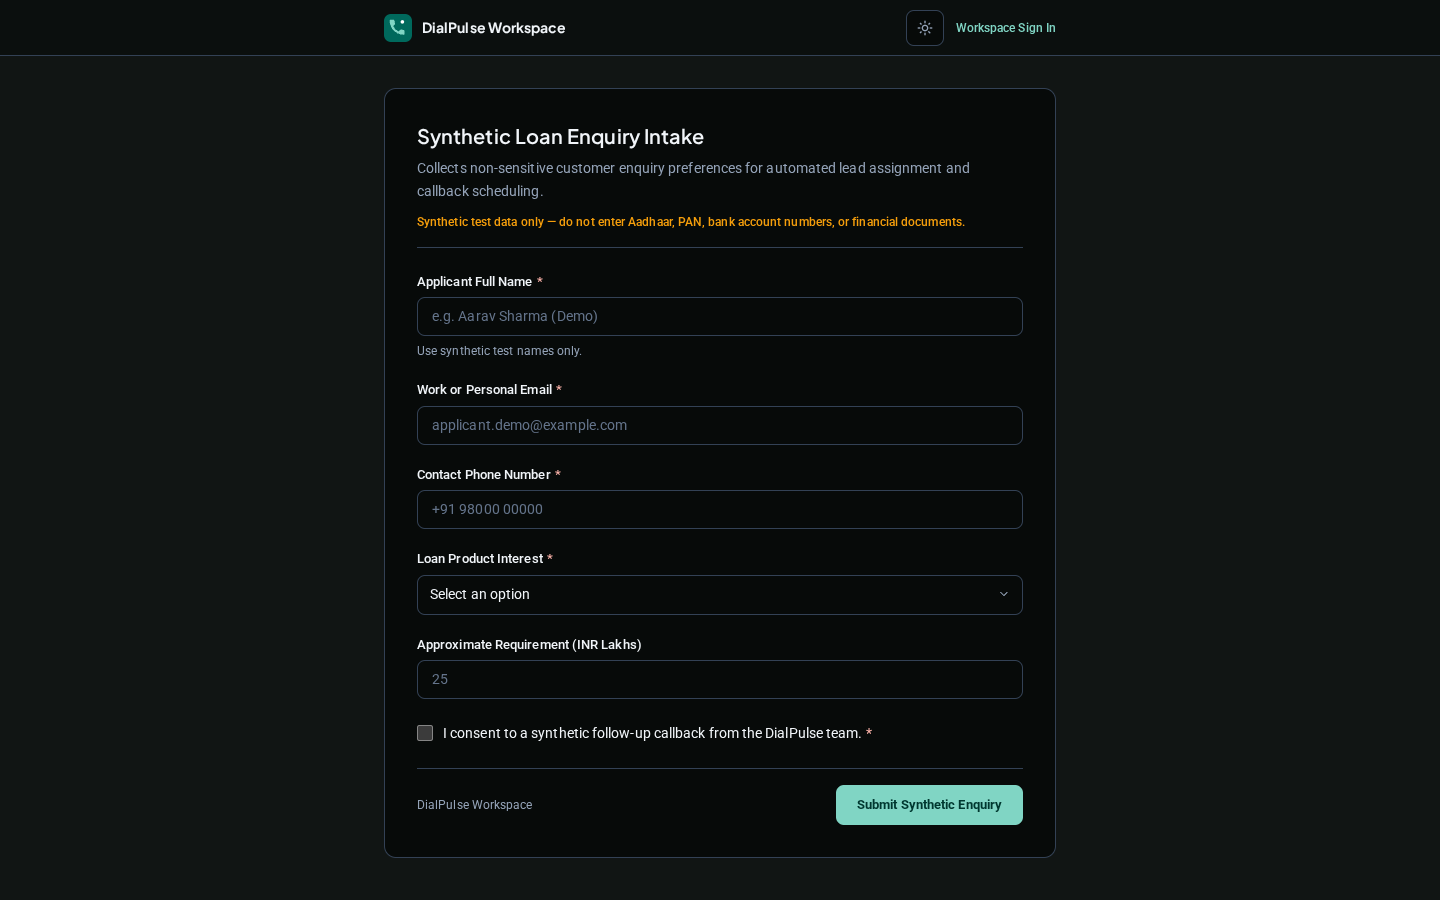 DialPulse Workspace
Workspace Sign In
Synthetic Loan Enquiry Intake
Collects non-sensitive customer enquiry preferences for automated lead assignment and
callback scheduling.
Synthetic test data only — do not enter Aadhaar, PAN, bank account numbers, or financial documents.
Applicant Full Name *
e.g. Aarav Sharma (Demo)
Use synthetic test names only.
Work or Personal Email *
applicant.demo@example.com
Contact Phone Number *
+91 98000 00000
Loan Product Interest *
Select an option
Approximate Requirement (INR Lakhs)
25
I consent to a synthetic follow-up callback from the DialPulse team. *
DialPulse Workspace
Submit Synthetic Enquiry